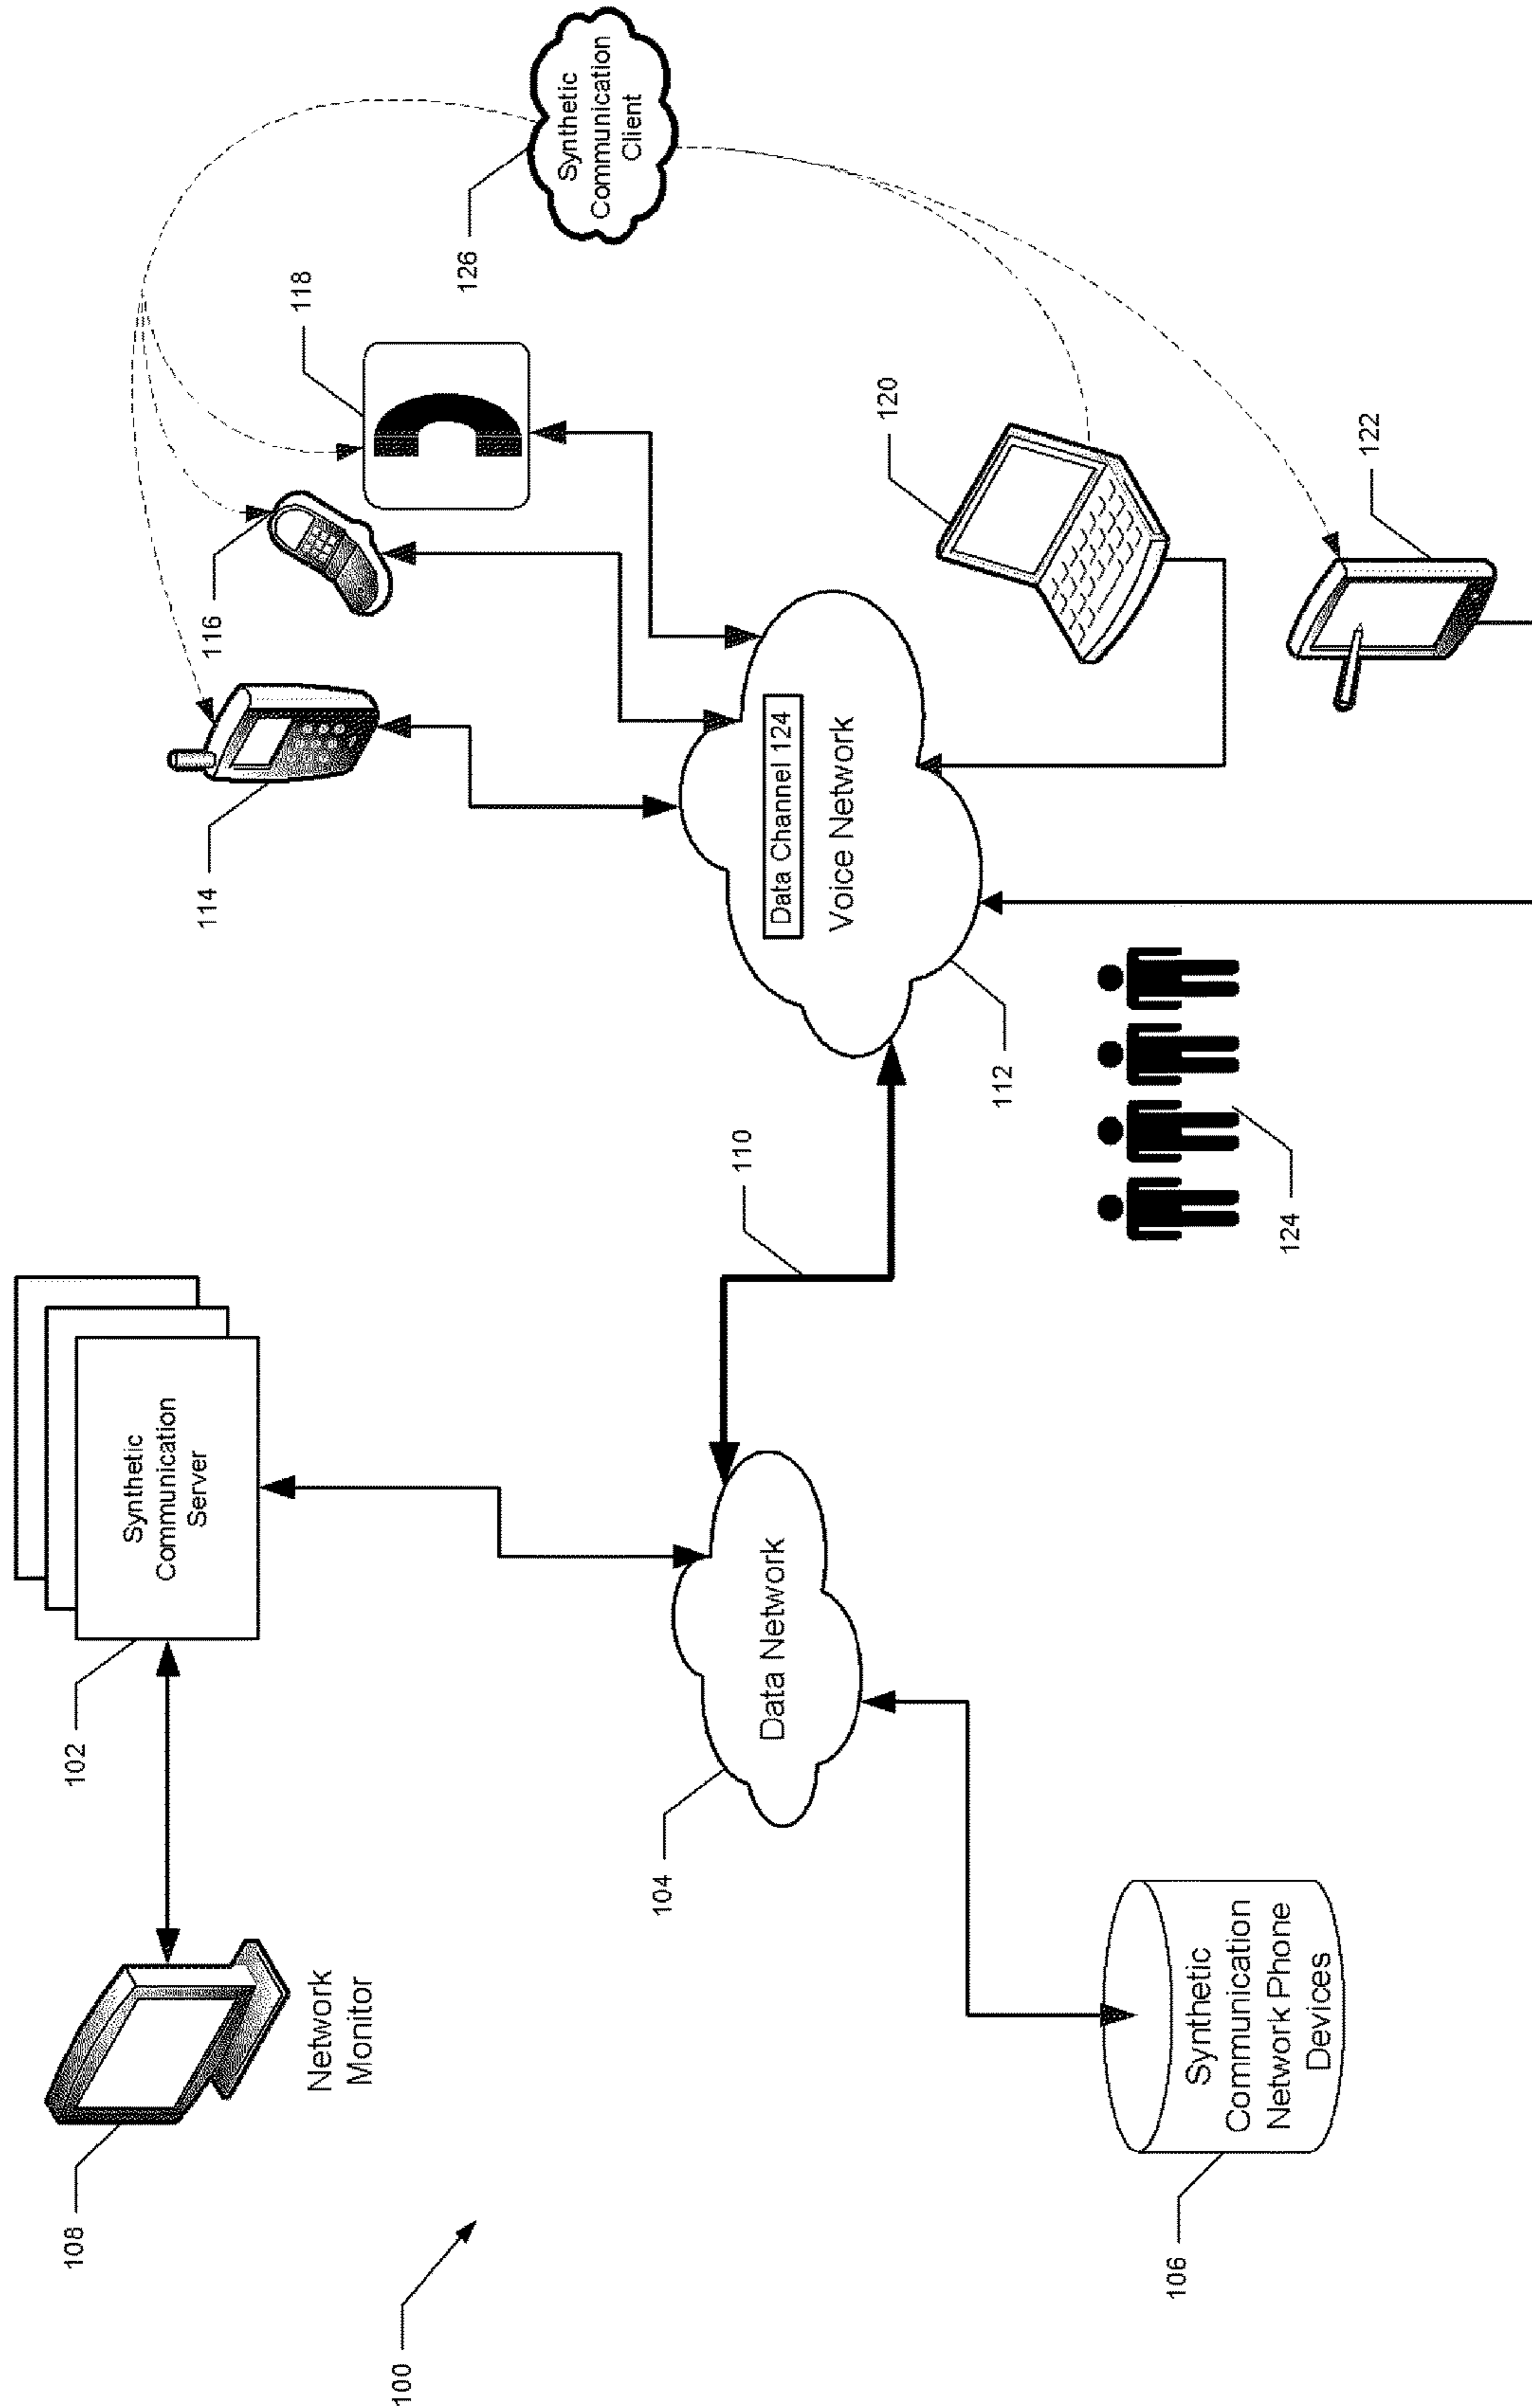 108
Network
Monitor
102
Synthetic
Communication
Server
100
104
Data Network
106
Synthetic
Communication
Network Phone
Devices
110
112
Data Channel 124
Voice Network
124
114
116
118
126
Synthetic
Communication
Client
120
122